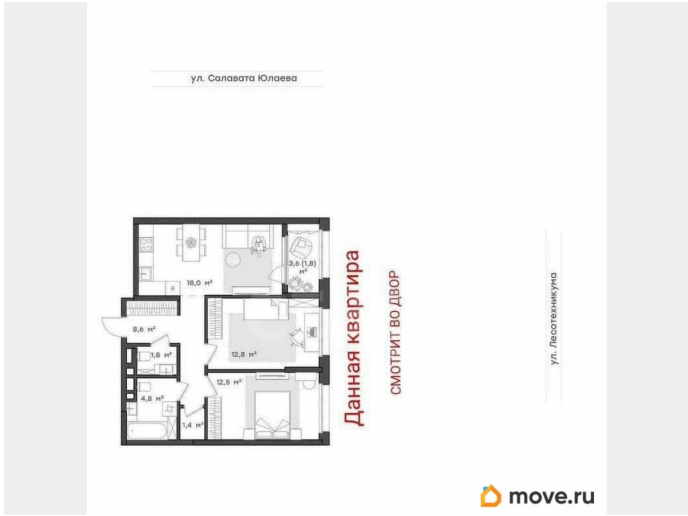 ул. Салавата Юлаева
3,6 (1,8)
м²
18,0 м²
8,6 м²
1,8 м²
12,8 м²
12,5 м²
4,8 м²
1,4 м²
Данная квартира
СМОТРИТ ВО ДВОР
ул. Лесотехникума
move.ru